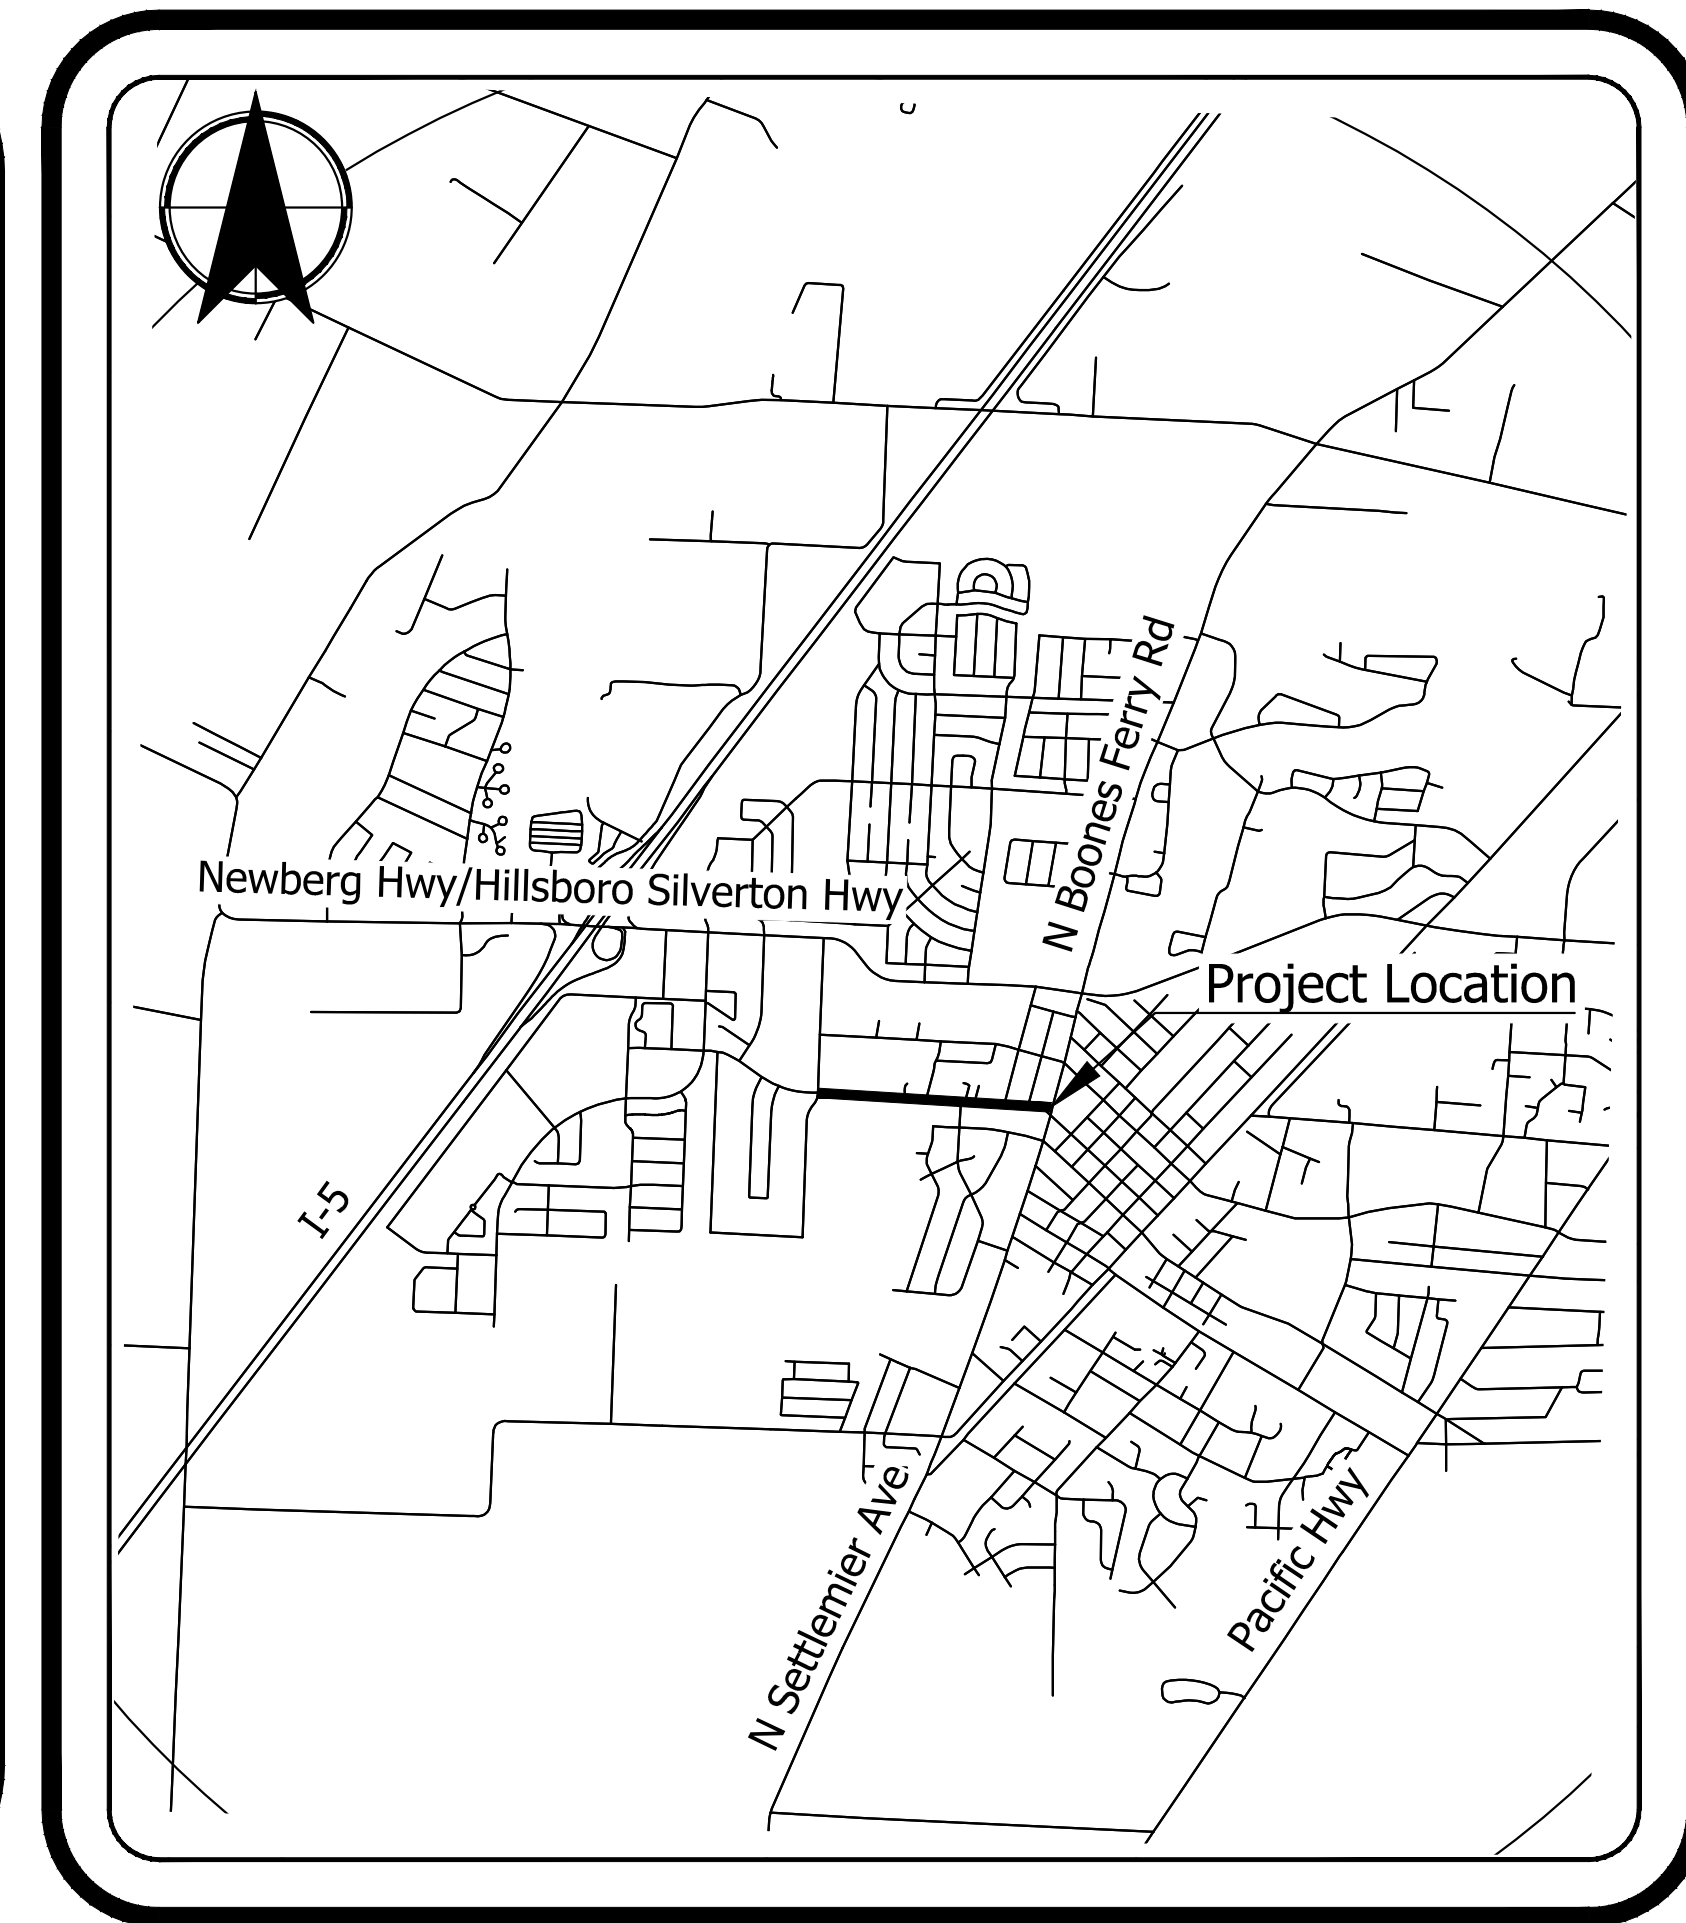 N Boones Ferry Rd
Newberg Hwy/Hillsboro Silverton Hwy
Project Location
I-5
N Settlemier Ave
Pacific Hwy